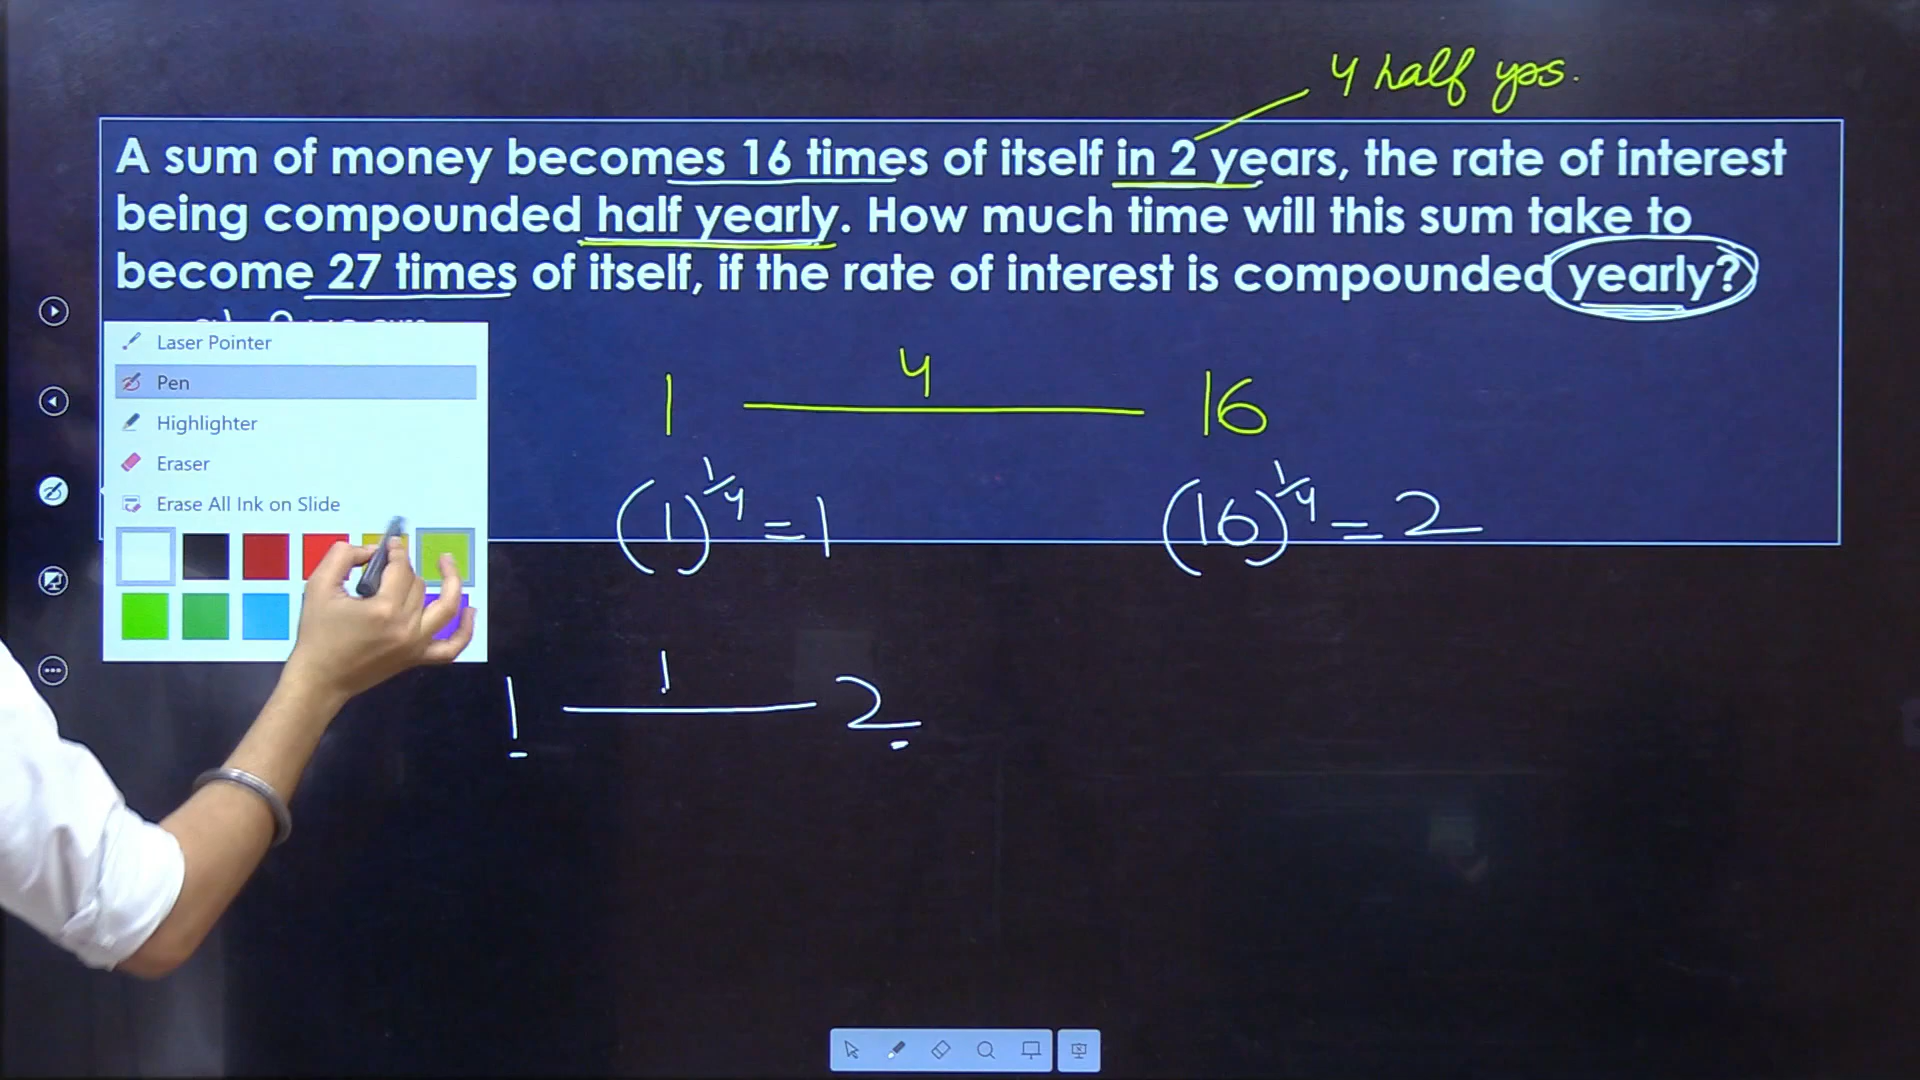 4 half yrs.
A sum of money becomes 16 times of itself in 2 years, the rate of interest
being compounded half yearly. How much time will this sum take to
become 27 times of itself, if the rate of interest is compounded yearly?
Laser Pointer
Pen
Highlighter
Eraser
Erase All Ink on Slide
1 4 16
(1)^1/4 = 1 (16)^1/4 = 2
1 1 2